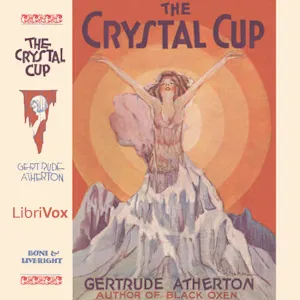 THE
CRYSTAL CUP
GERTRUDE
ATHERTON
LibriVox
BONI &
LIVERIGHT
THE
CRYSTAL CUP
GERTRUDE ATHERTON
AUTHOR OF BLACK OXEN